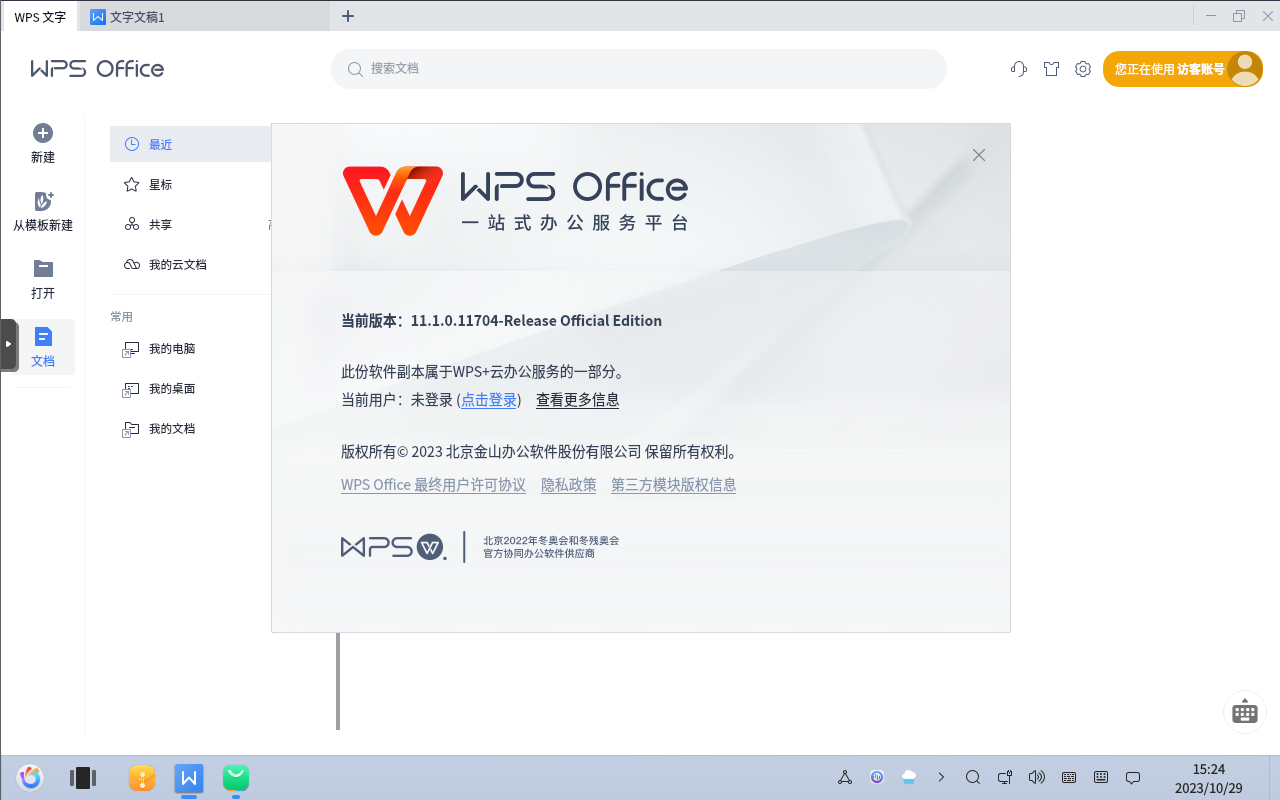 WPS 文字
文字文稿1
WPS Office
搜索文档
您正在使用 访客账号
新建
从模板新建
打开
文档
最近
星标
共享
我的云文档
常用
我的电脑
我的桌面
我的文档
WPS Office
一站式办公服务平台
当前版本：11.1.0.11704-Release Official Edition
此份软件副本属于WPS+云办公服务的一部分。
当前用户：未登录 (点击登录) 查看更多信息
版权所有© 2023 北京金山办公软件股份有限公司 保留所有权利。
WPS Office 最终用户许可协议 隐私政策 第三方模块版权信息
WPS
北京2022年冬奥会和冬残奥会
官方协同办公软件供应商
15:24
2023/10/29